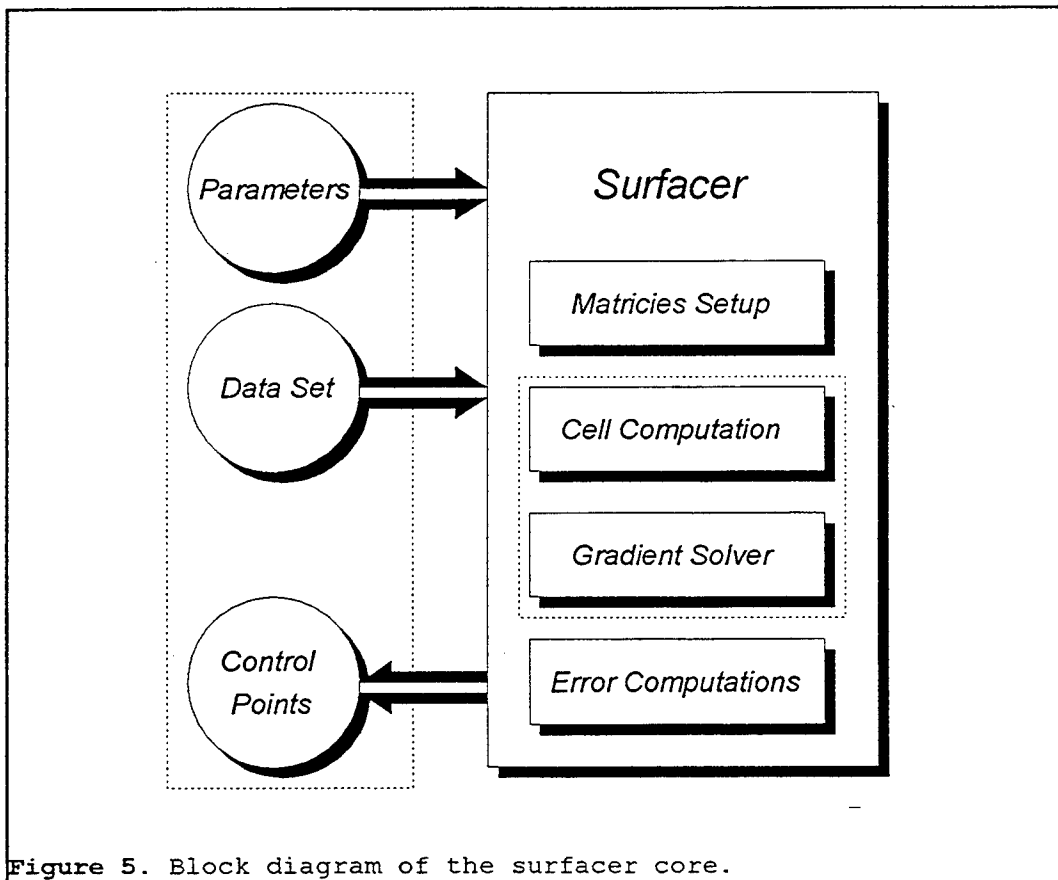 Parameters
Data Set
Control
Points
Surfacer
Matricies Setup
Cell Computation
Gradient Solver
Error Computations
Figure 5. Block diagram of the surfacer core.